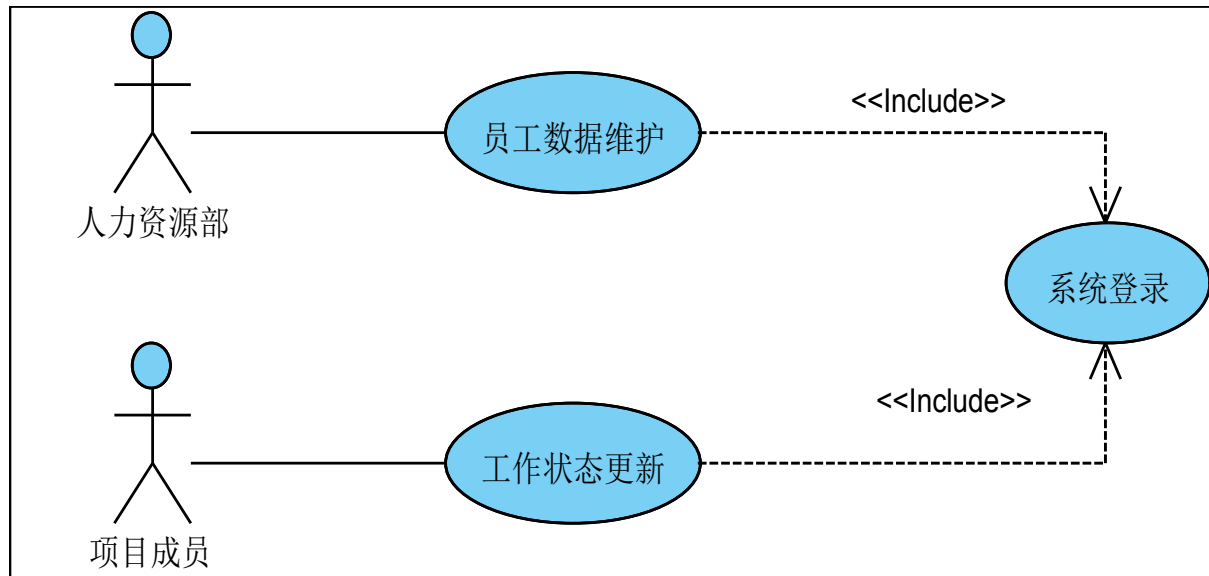 <<Include>>
员工数据维护
人力资源部
系统登录
<<Include>>
工作状态更新
项目成员